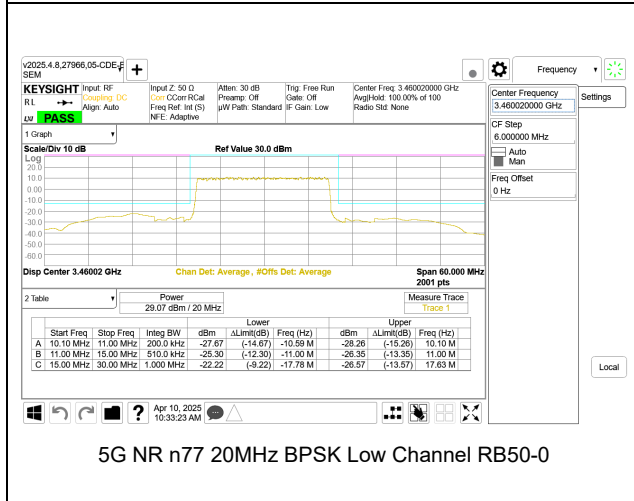 v2025.4.8,27966,05-CDE-F
SEM
Frequency
KEYSIGHT Input: RF Input Z: 50 Ω Atten: 30 dB Trig: Free Run Center Freq: 3.460020000 GHz
RL Coupling: DC Corr CCorr RCal Preamp: Off Gate: Off Avg|Hold: 100.00% of 100
Align: Auto Freq Ref: Int (S) µW Path: Standard IF Gain: Low Radio Std: None
LXI PASS NFE: Adaptive
Center Frequency
3.460020000 GHz
Settings
CF Step
6.000000 MHz
Auto
Man
Freq Offset
0 Hz
1 Graph
Scale/Div 10 dB Ref Value 30.0 dBm
Log
20.0
10.0
0.00
-10.0
-20.0
-30.0
-40.0
-50.0
-60.0
Disp Center 3.46002 GHz Chan Det: Average, #Offs Det: Average Span 60.000 MHz
2001 pts
2 Table Power Measure Trace
29.07 dBm / 20 MHz Trace 1
Lower Upper
Start Freq Stop Freq Integ BW dBm ΔLimit(dB) Freq (Hz) dBm ΔLimit(dB) Freq (Hz)
A 10.10 MHz 11.00 MHz 200.0 kHz -27.67 (-14.67) -10.59 M -28.26 (-15.26) 10.10 M
B 11.00 MHz 15.00 MHz 510.0 kHz -25.30 (-12.30) -11.00 M -26.35 (-13.35) 11.00 M
C 15.00 MHz 30.00 MHz 1.000 MHz -22.22 (-9.22) -17.78 M -26.57 (-13.57) 17.63 M
Local
? Apr 10, 2025
10:33:23 AM
5G NR n77 20MHz BPSK Low Channel RB50-0